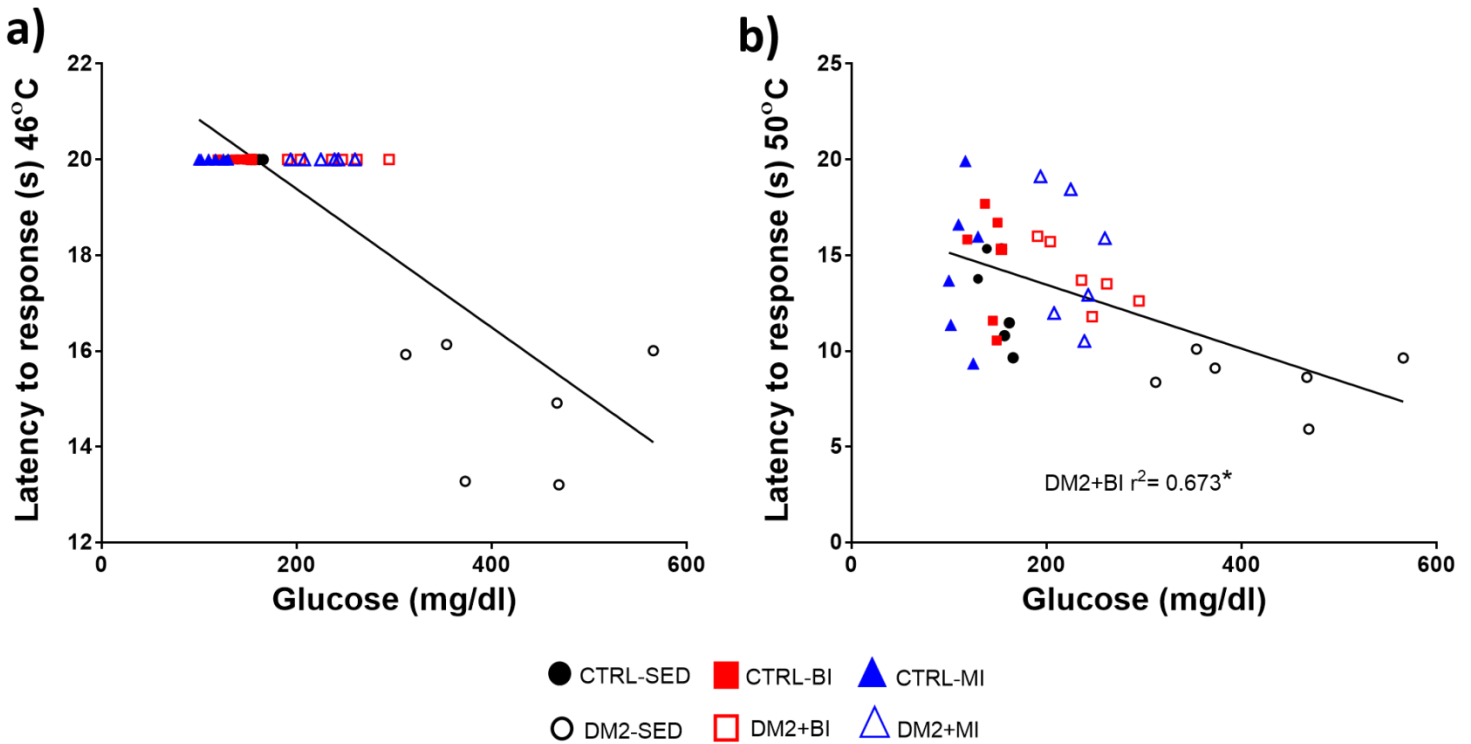 a)
Latency to response (s) 46°C
22
20
18
16
14
12
0
200
400
600
Glucose (mg/dl)
b)
Latency to response (s) 50°C
25
20
15
10
5
0
0
200
400
600
DM2+BI r²= 0.673*
Glucose (mg/dl)
CTRL-SED
CTRL-BI
CTRL-MI
DM2-SED
DM2+BI
DM2+MI